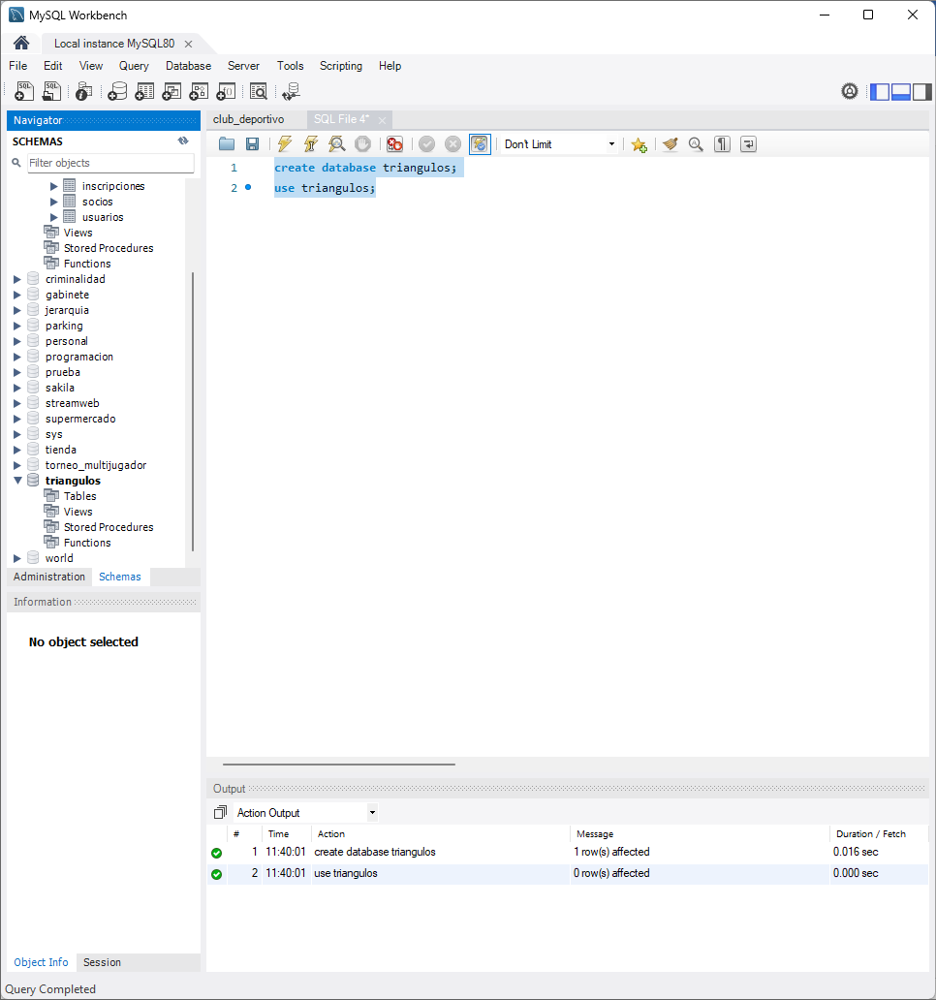 MySQL Workbench
Local instance MySQL80
File Edit View Query Database Server Tools Scripting Help
Navigator
SCHEMAS
Filter objects
inscripciones
socios
usuarios
Views
Stored Procedures
Functions
criminalidad
gabinete
jerarquia
parking
personal
programacion
prueba
sakila
streamweb
supermercado
sys
tienda
torneo_multijugador
triangulos
Tables
Views
Stored Procedures
Functions
world
Administration Schemas
Information
No object selected
Object Info Session
club_deportivo SQL File 4*
Don't Limit
1 create database triangulos;
2 use triangulos;
Output
Action Output
# Time Action Message Duration / Fetch
1 11:40:01 create database triangulos 1 row(s) affected 0.016 sec
2 11:40:01 use triangulos 0 row(s) affected 0.000 sec
Query Completed